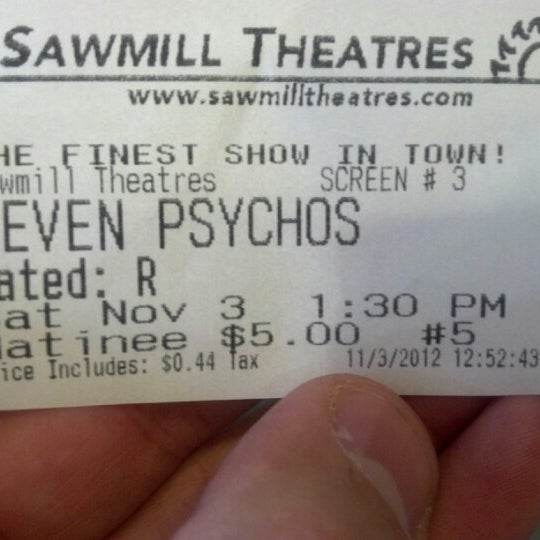 SAWMILL THEATRES
www.sawmilltheatres.com
HE FINEST SHOW IN TOWN!
wmill Theatres SCREEN # 3
EVEN PSYCHOS
ated: R
at Nov 3 1:30 PM
atinee $5.00 #5
ice Includes: $0.44 Tax 11/3/2012 12:52:43